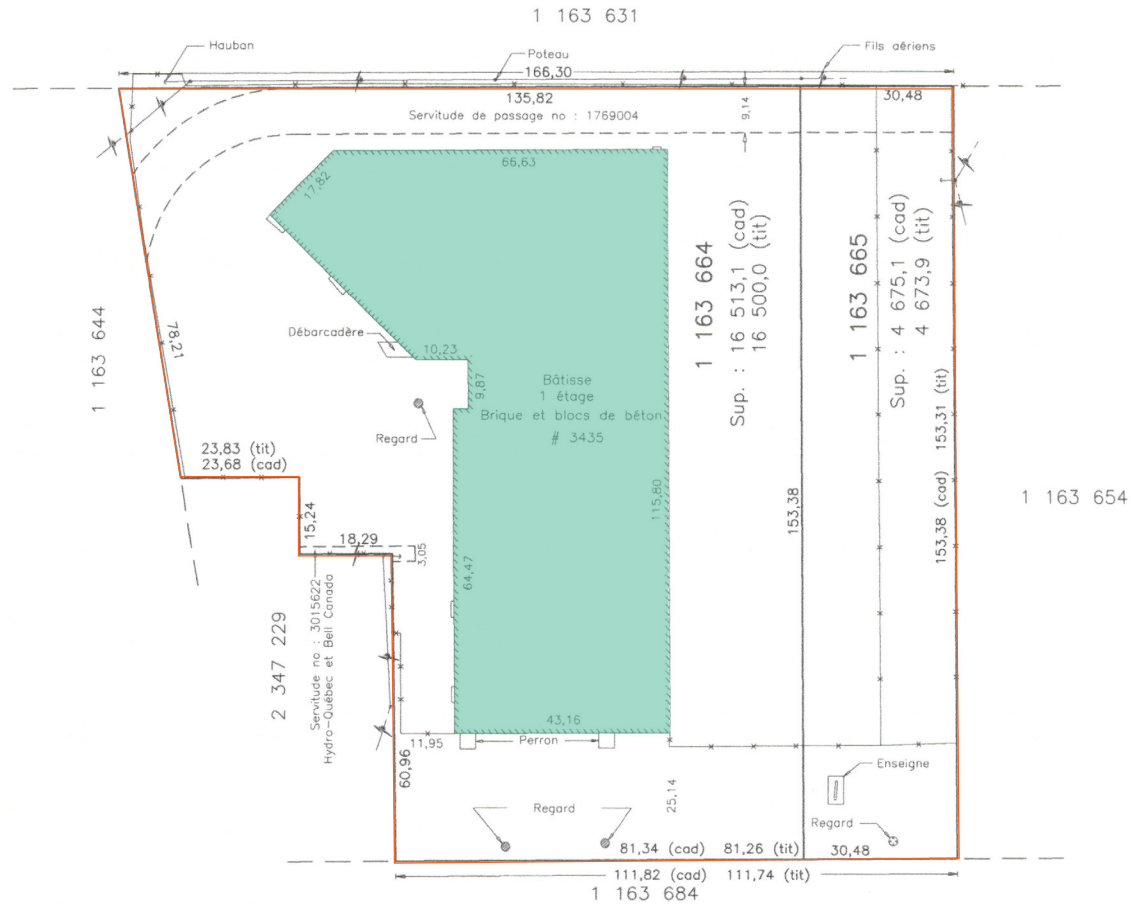 1 163 631
Hauban
Poteau
Fils aériens
166,30
135,82
30,48
Servitude de passage no : 1769004
9,14
66,63
17,82
1 163 664
Sup. : 16 513,1 (cad)
16 500,0 (tit)
1 163 665
Sup. : 4 675,1 (cad)
4 673,9 (tit)
1 163 644
78,21
Débarcadère
10,23
9,87
Bâtisse
1 étage
Brique et blocs de béton
# 3435
Regard
23,83 (tit)
23,68 (cad)
115,80
153,38
153,38 (cad) 153,31 (tit)
1 163 654
15,24
18,29
3,05
64,47
2 347 229
Servitude no : 3015622
Hydro-Québec et Bell Canada
43,16
11,95
Perron
60,96
25,14
Enseigne
Regard
Regard
81,34 (cad) 81,26 (tit)
30,48
111,82 (cad) 111,74 (tit)
1 163 684